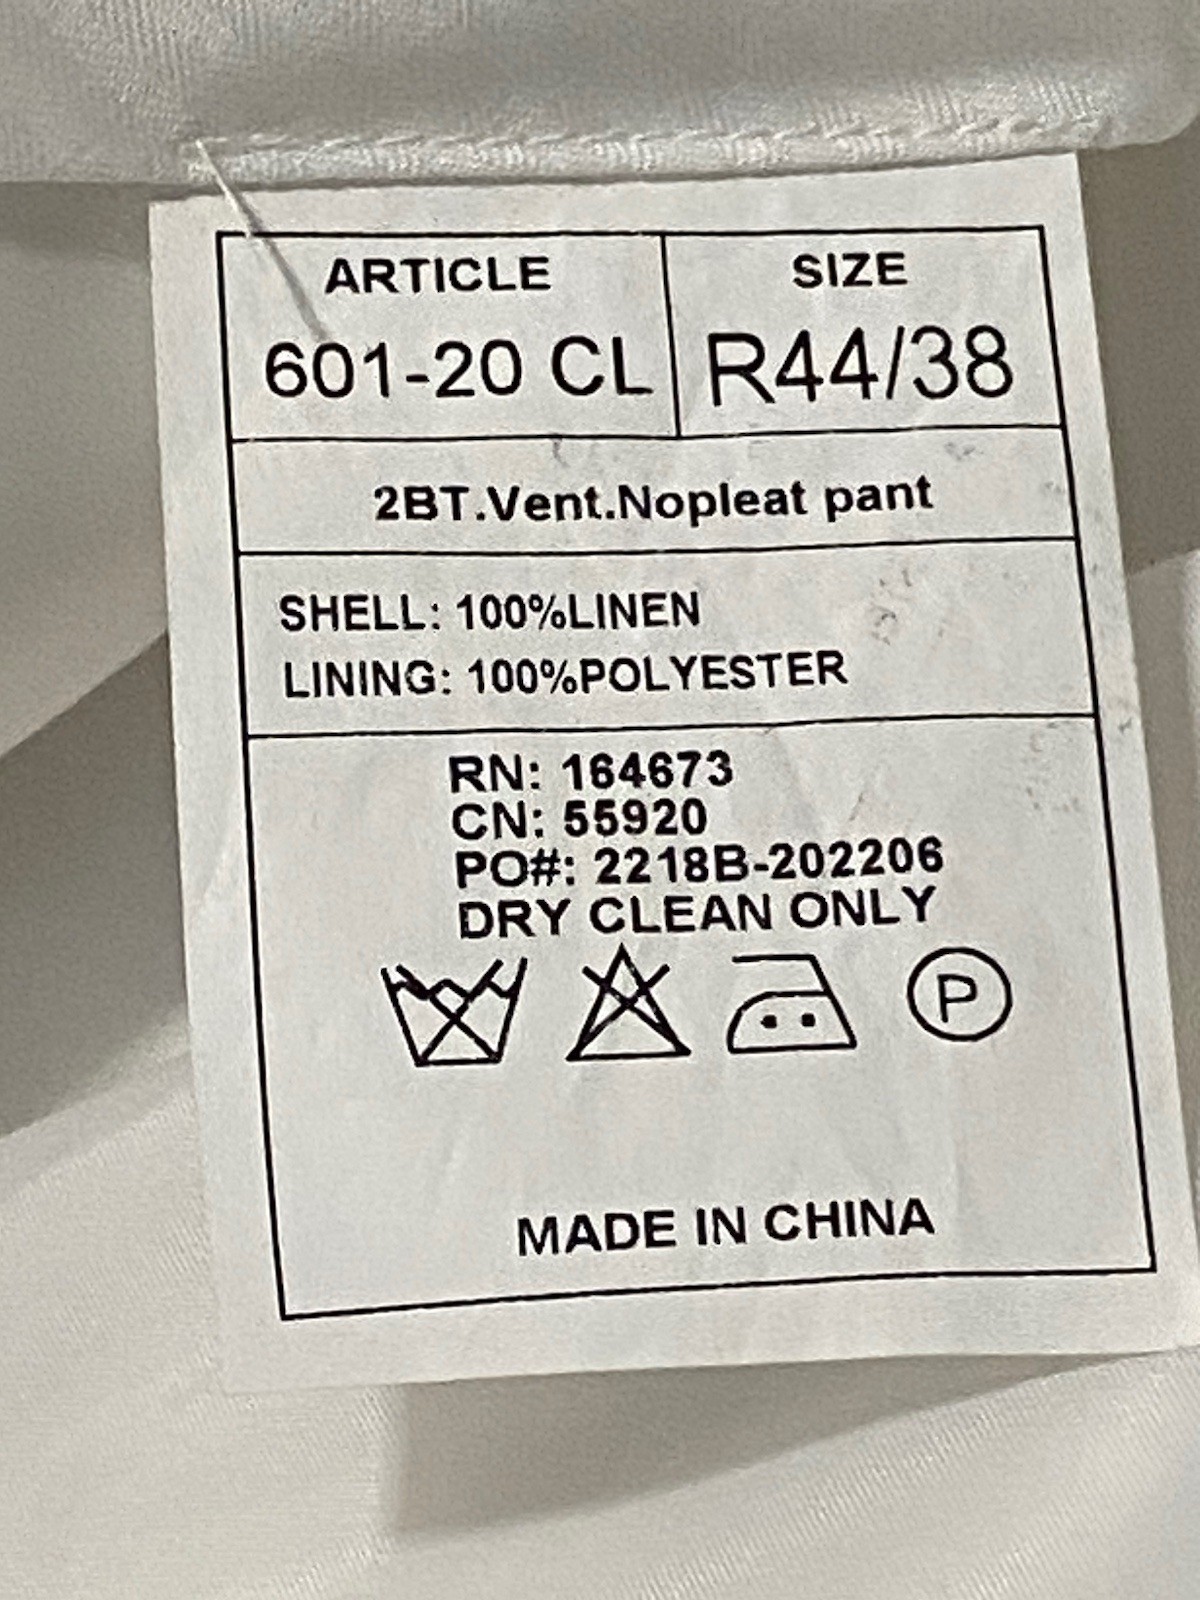 ARTICLE SIZE
601-20 CL R44/38
2BT.Vent.Nopleat pant
SHELL: 100%LINEN
LINING: 100%POLYESTER
RN: 164673
CN: 55920
PO#: 2218B-202206
DRY CLEAN ONLY
P
MADE IN CHINA